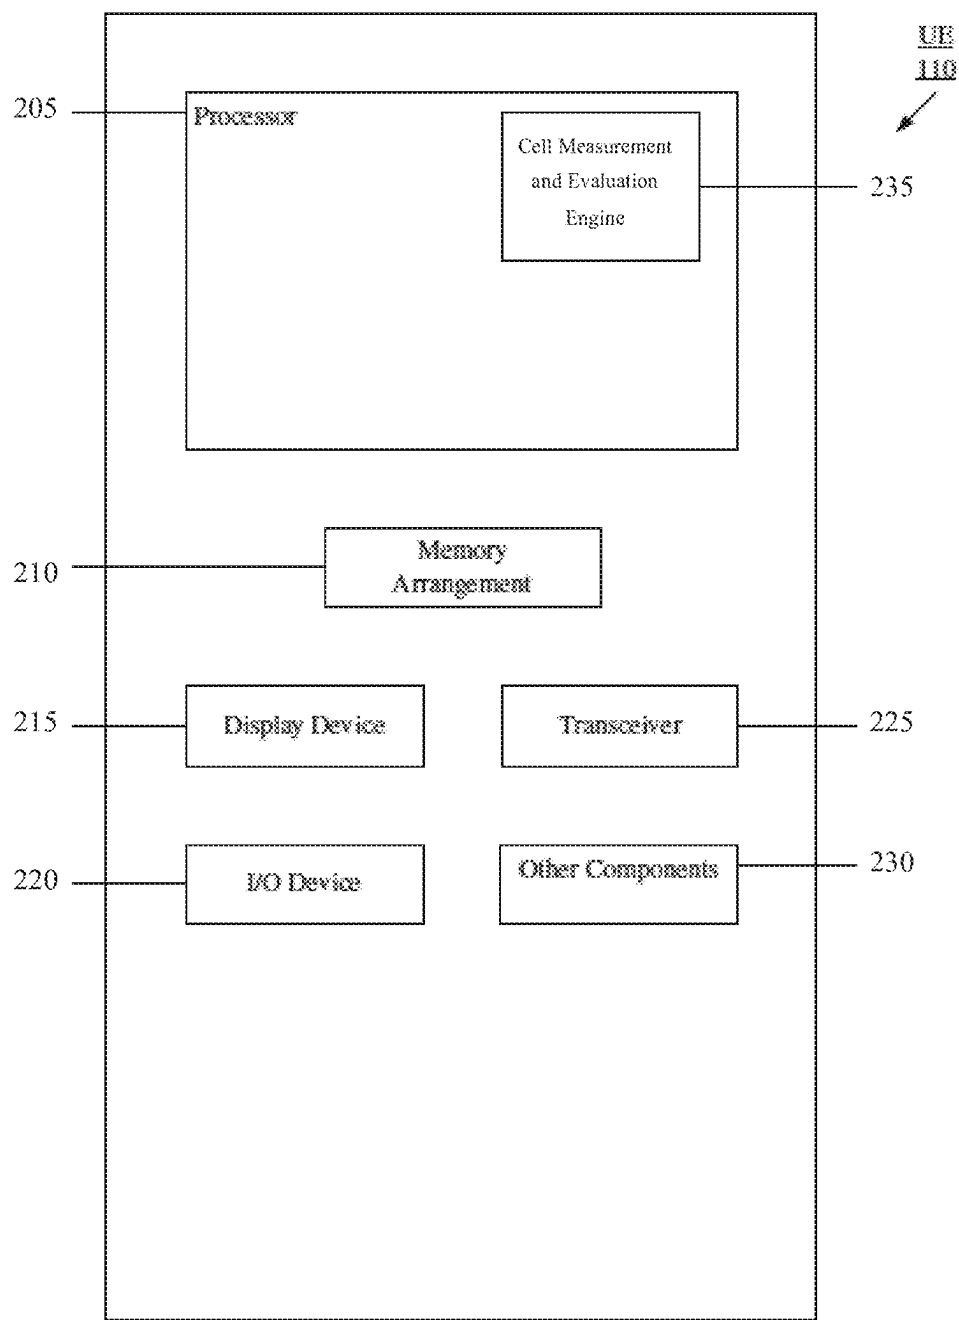 UE
110
205
Processor
Cell Measurement
and Evaluation
Engine
235
210
Memory
Arrangement
215
Display Device
Transceiver
225
220
I/O Device
Other Components
230